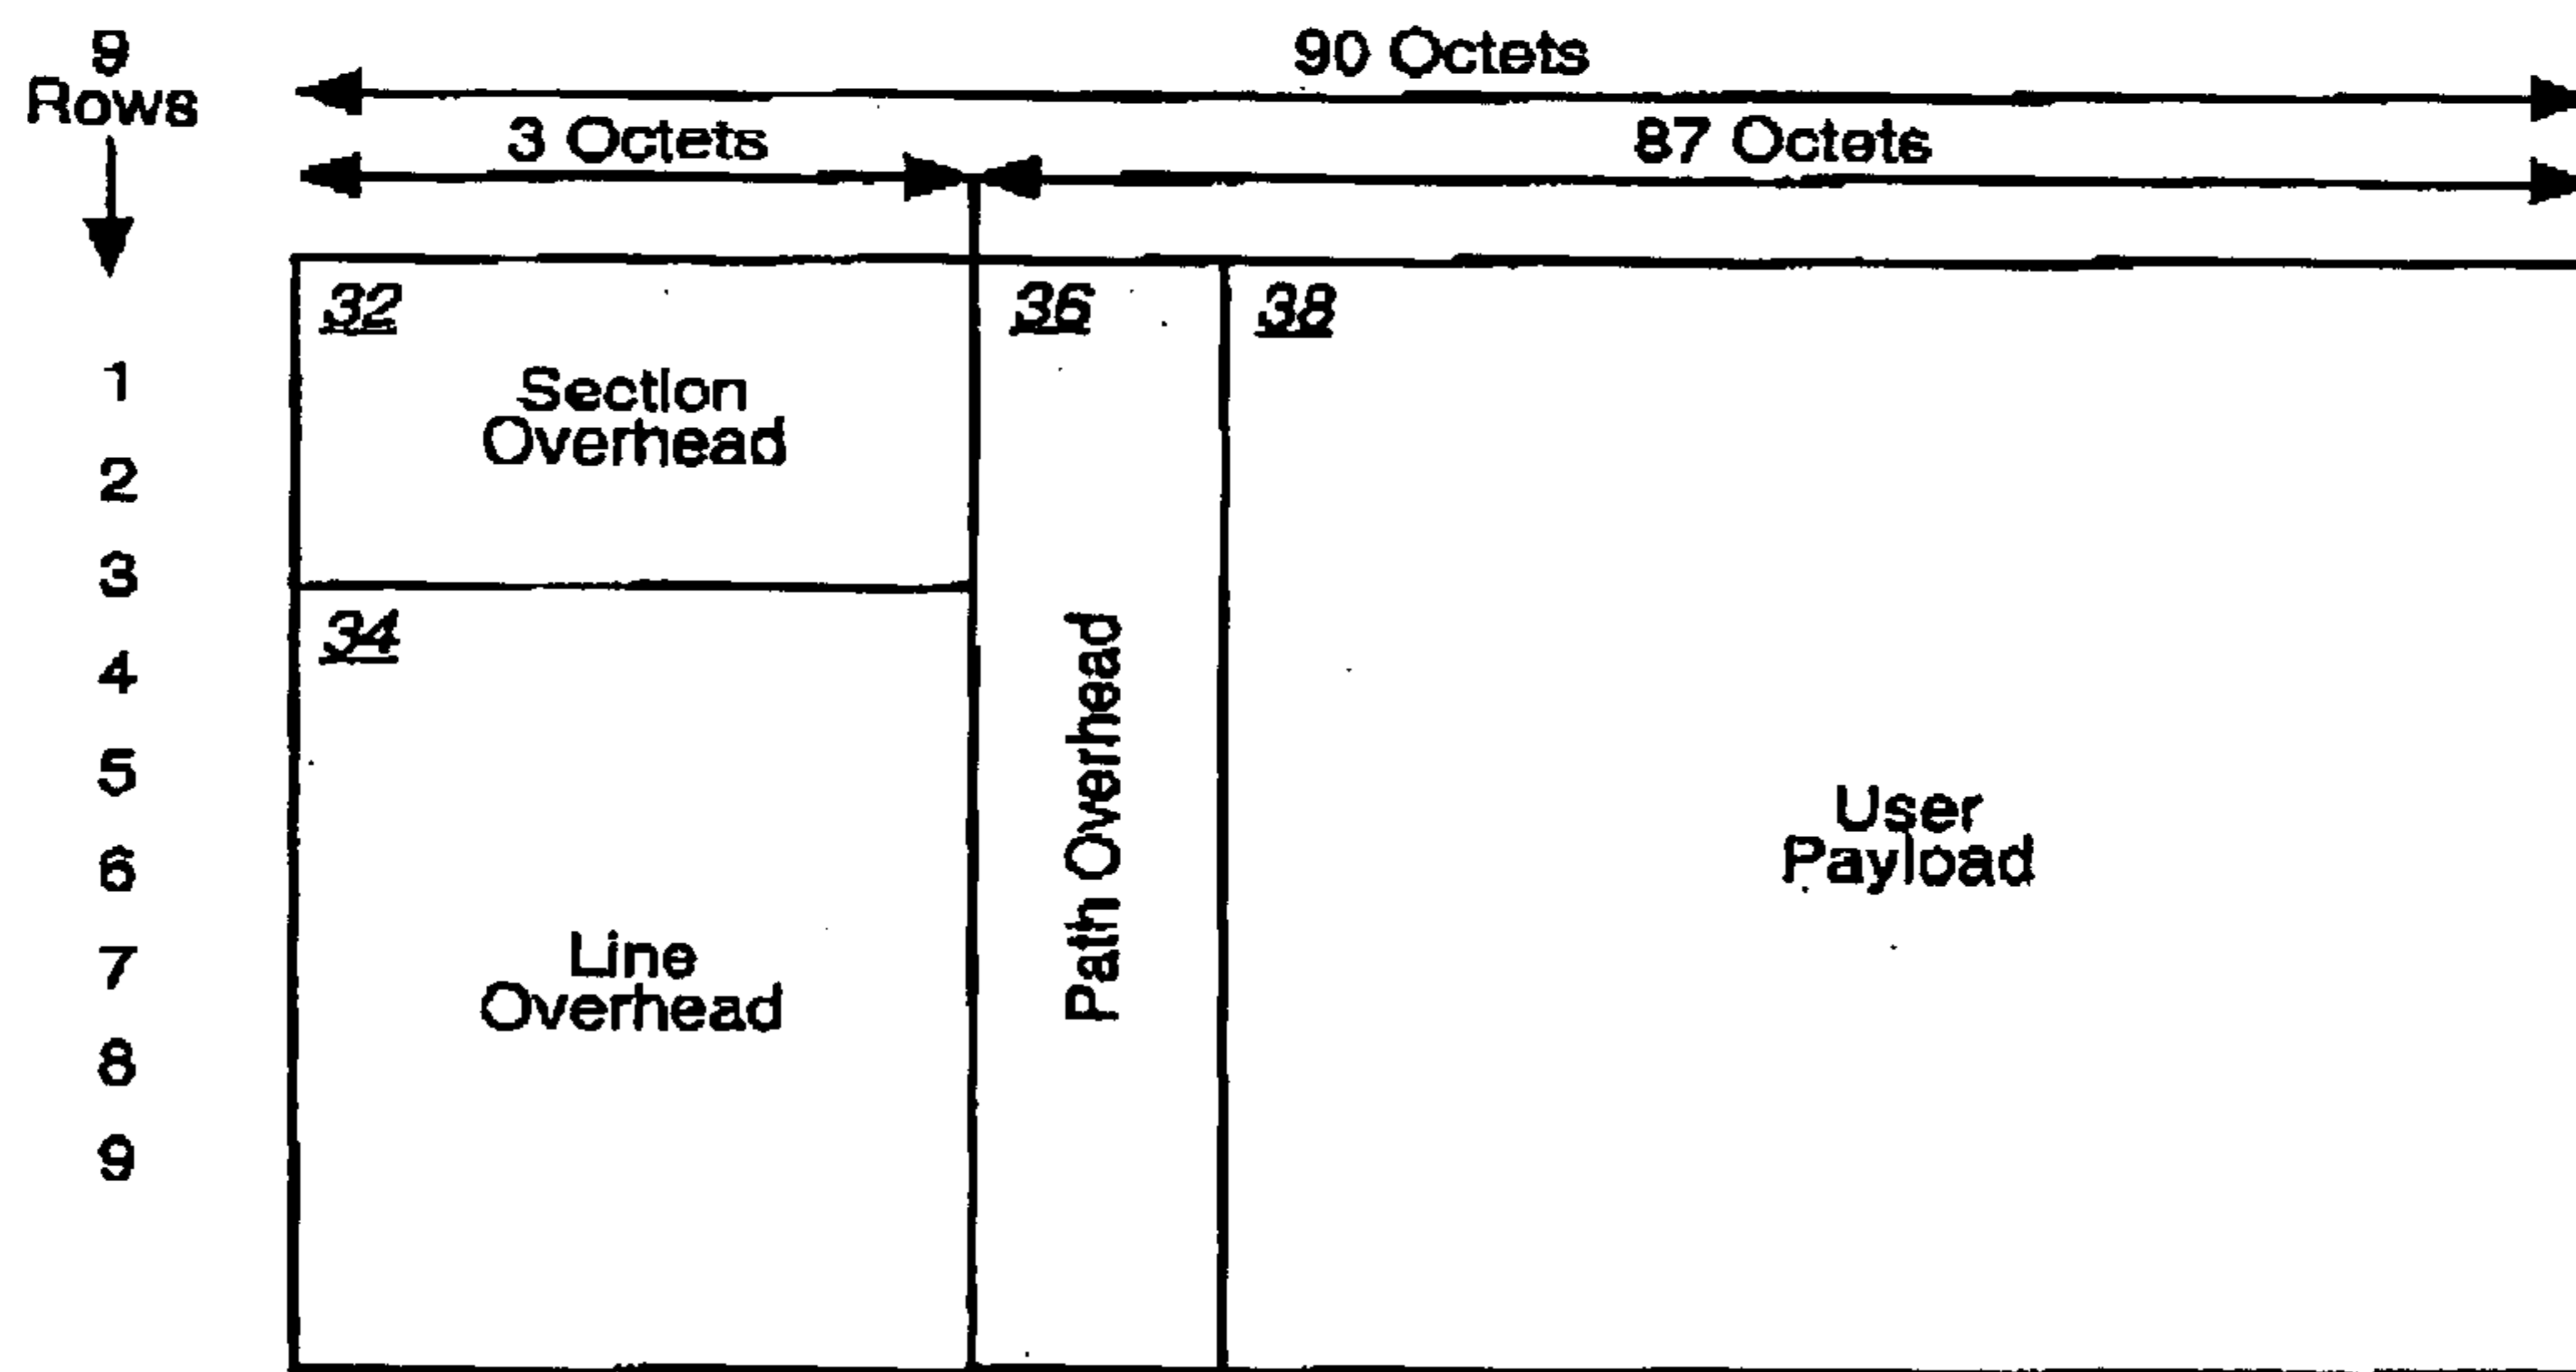 9
Rows
90 Octets
3 Octets
87 Octets
32
36
38
1
Section
Overhead
2
3
34
4
Path Overhead
5
User
Payload
6
7
Line
Overhead
8
9